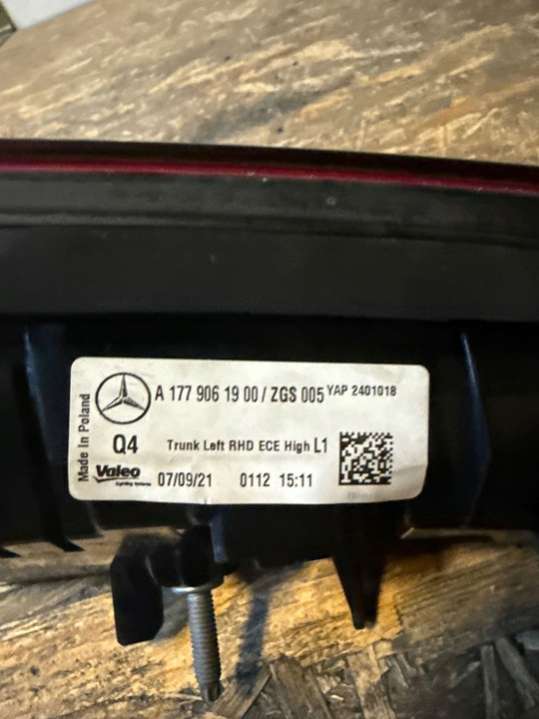 Made In Poland
A 177 906 19 00 / ZGS 005 YAP 2401018
Q4 Trunk Left RHD ECE High L1
Valeo
07/09/21 0112 15:11